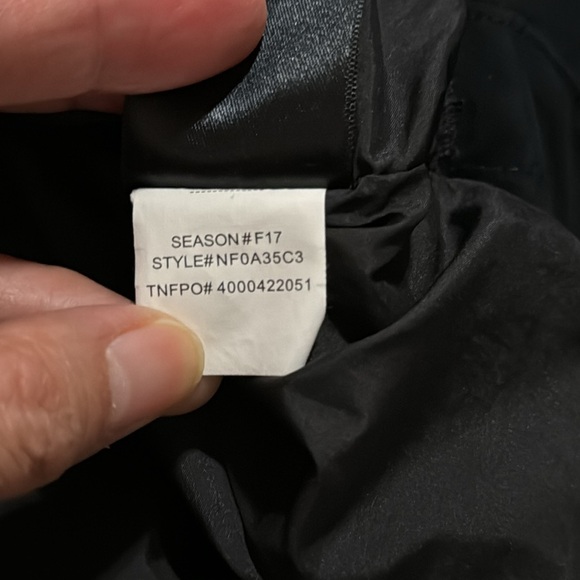 SEASON#F17
STYLE#NF0A35C3
TNFPO# 4000422051